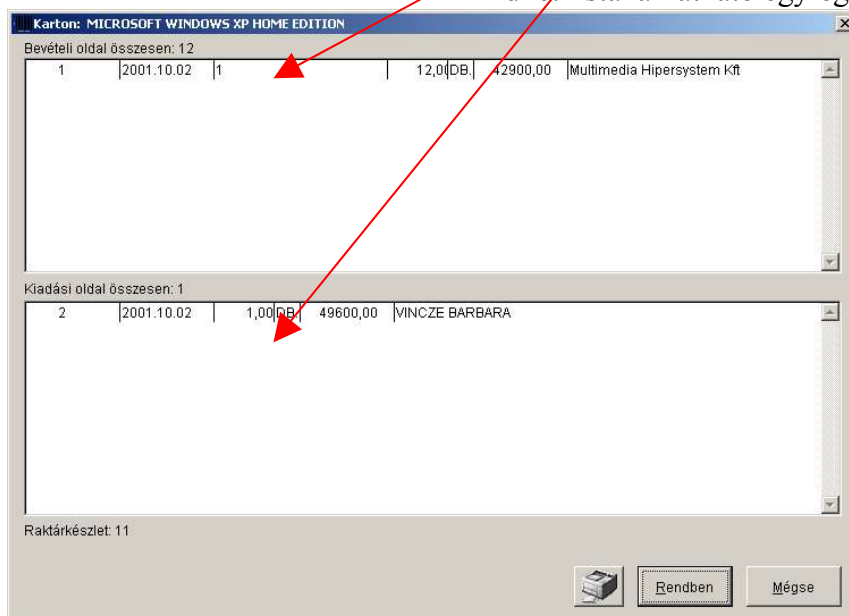 Karton: MICROSOFT WINDOWS XP HOME EDITION
Bevételi oldal összesen: 12
1 2001.10.02 1 12,00 DB. 42900,00 Multimedia Hipersystem Kft
Kiadási oldal összesen: 1
2 2001.10.02 1,00 DB. 49600,00 VINCZE BARBARA
Raktárkészlet: 11
Rendben Mégse